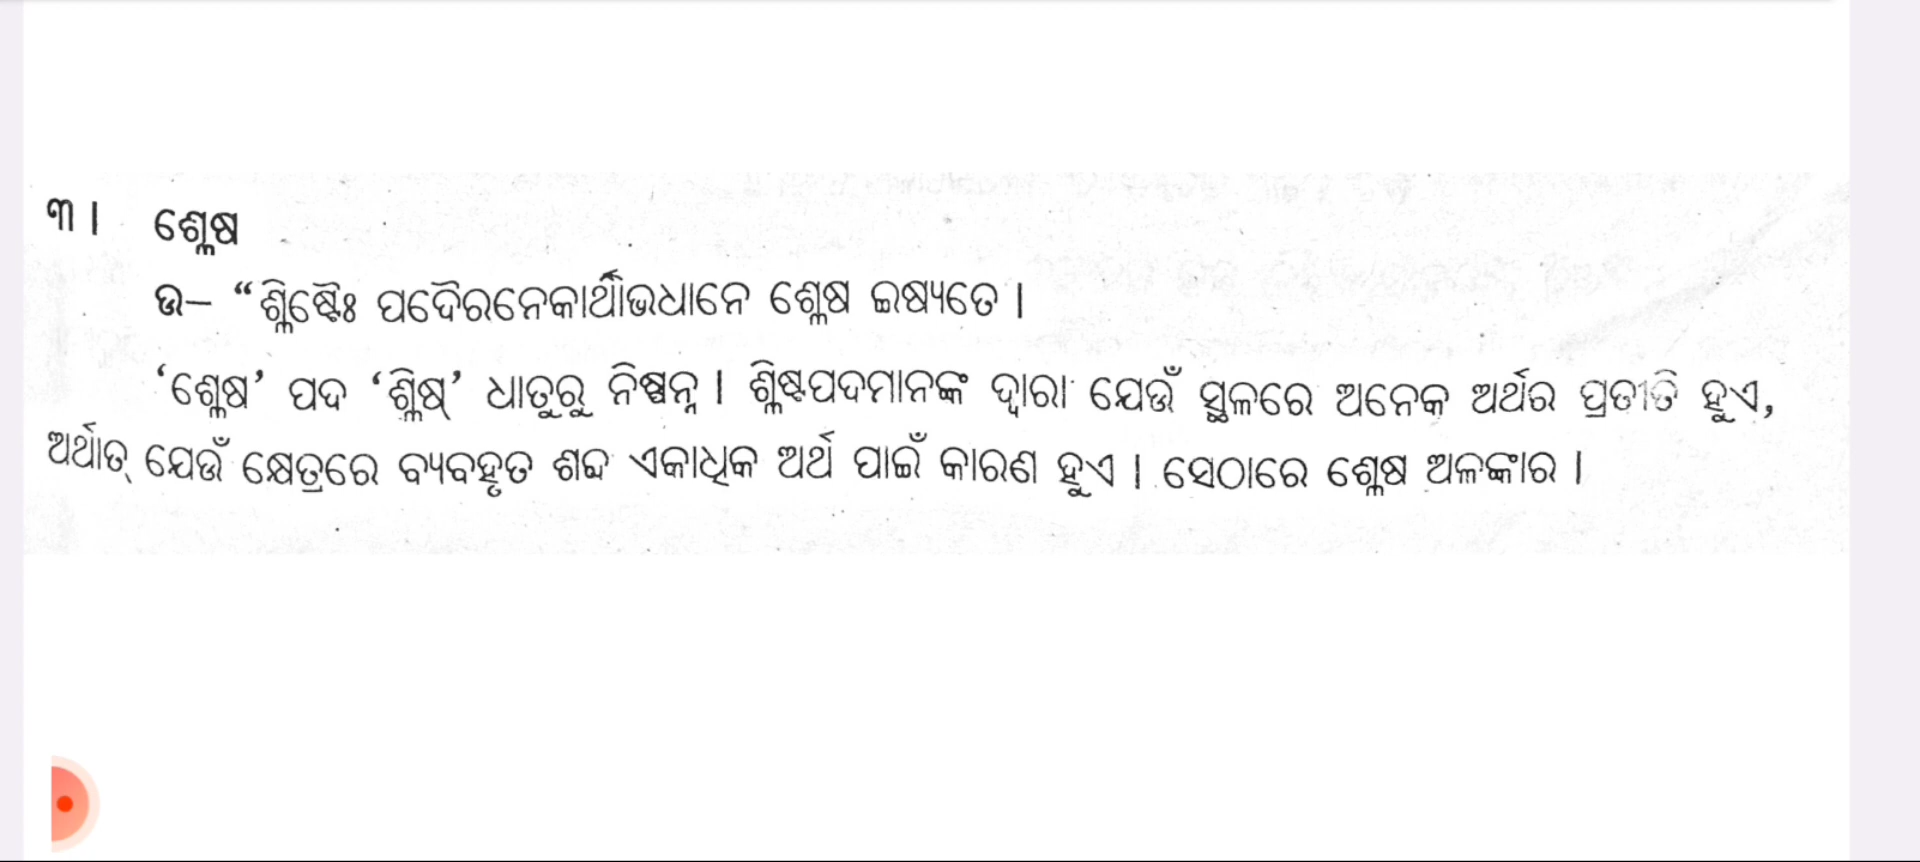 ୩। ଶ୍ଳେଷ
ଉ– “ଶ୍ଳିଷ୍ଟୈଃ ପଦୈରନେକାର୍ଥାଭିଧାନେ ଶ୍ଳେଷ ଇଷ୍ୟତେ।
‘ଶ୍ଳେଷ’ ପଦ ‘ଶ୍ଳିଷ୍’ ଧାତୁରୁ ନିଷ୍ପନ୍ନ। ଶ୍ଳିଷ୍ଟପଦମାନଙ୍କ ଦ୍ୱାରା ଯେଉଁ ସ୍ଥଳରେ ଅନେକ ଅର୍ଥର ପ୍ରତୀତି ହୁଏ,
ଅର୍ଥାତ୍ ଯେଉଁ କ୍ଷେତ୍ରରେ ବ୍ୟବହୃତ ଶବ୍ଦ ଏକାଧିକ ଅର୍ଥ ପାଇଁ କାରଣ ହୁଏ। ସେଠାରେ ଶ୍ଳେଷ ଅଳଙ୍କାର।